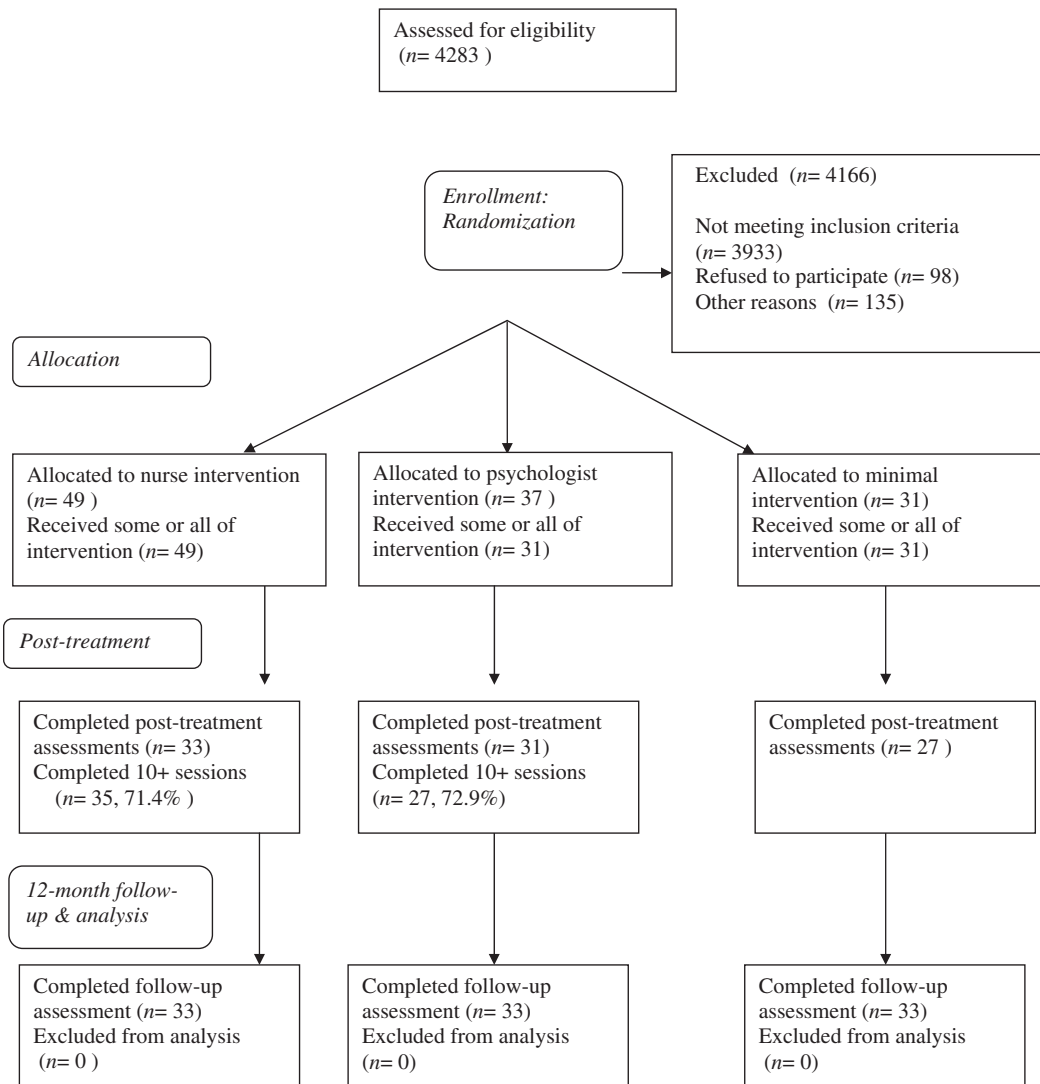 Assessed for eligibility
(n= 4283 )
Enrollment:
Randomization
Excluded (n= 4166)
Not meeting inclusion criteria
(n= 3933)
Refused to participate (n= 98)
Other reasons (n= 135)
Allocation
Allocated to nurse intervention
(n= 49 )
Received some or all of
intervention (n= 49)
Allocated to psychologist
intervention (n= 37 )
Received some or all of
intervention (n= 31)
Allocated to minimal
intervention (n= 31)
Received some or all of
intervention (n= 31)
Post-treatment
Completed post-treatment
assessments (n= 33)
Completed 10+ sessions
(n= 35, 71.4% )
Completed post-treatment
assessments (n= 31)
Completed 10+ sessions
(n= 27, 72.9%)
Completed post-treatment
assessments (n= 27 )
12-month follow-
up & analysis
Completed follow-up
assessment (n= 33)
Excluded from analysis
(n= 0 )
Completed follow-up
assessment (n= 33)
Excluded from analysis
(n= 0)
Completed follow-up
assessment (n= 33)
Excluded from analysis
(n= 0)